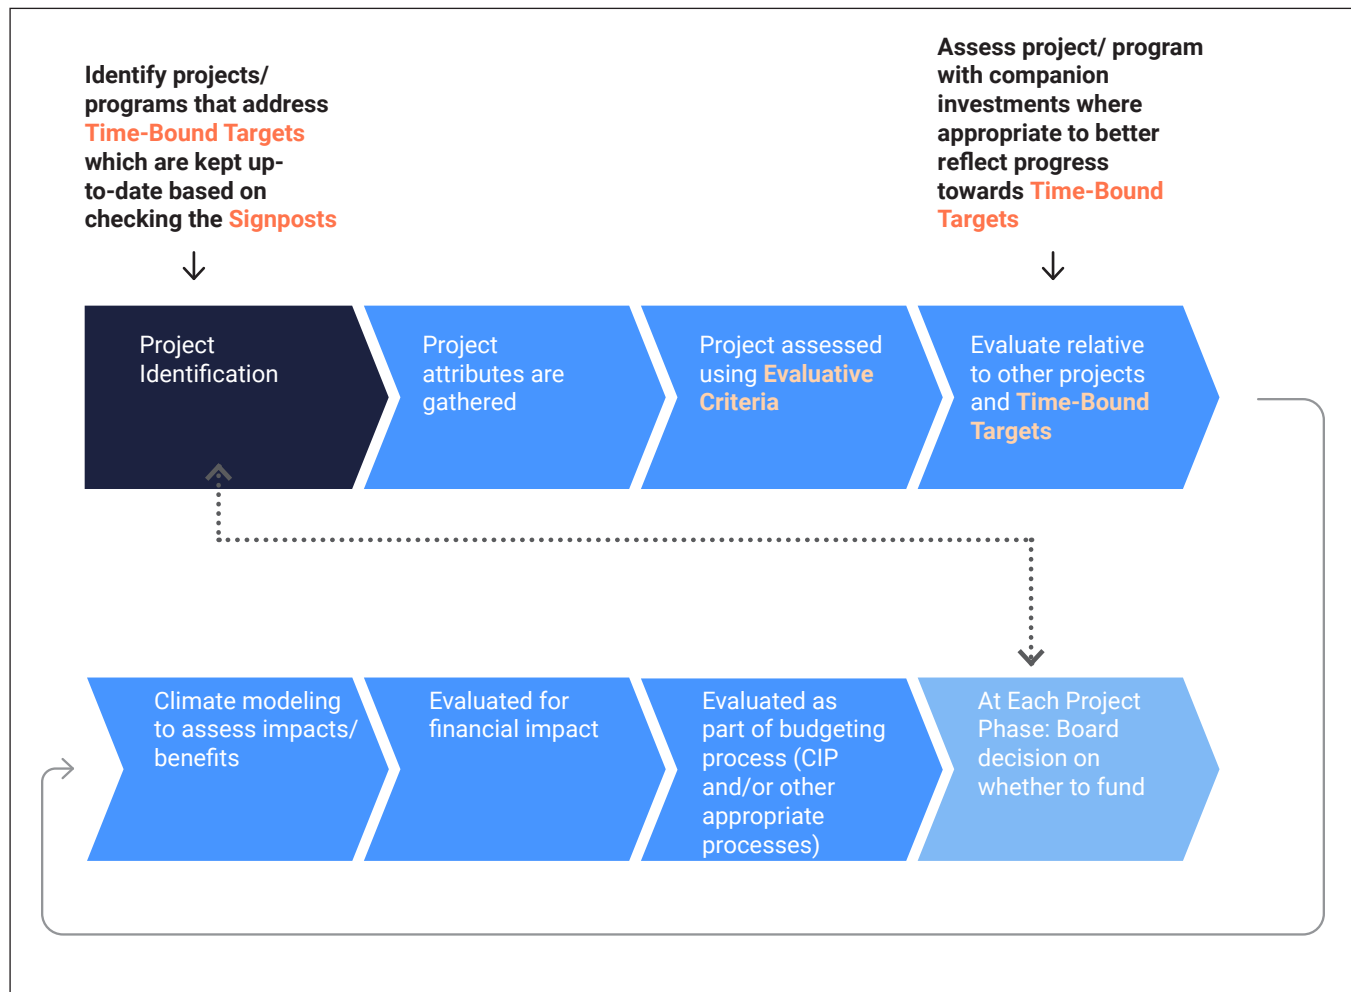 Identify projects/
programs that address
Time-Bound Targets
which are kept up-
to-date based on
checking the Signposts
Assess project/ program
with companion
investments where
appropriate to better
reflect progress
towards Time-Bound
Targets
Project
Identification
Project
attributes are
gathered
Project assessed
using Evaluative
Criteria
Evaluate relative
to other projects
and Time-Bound
Targets
Climate modeling
to assess impacts/
benefits
Evaluated for
financial impact
Evaluated as
part of budgeting
process (CIP
and/or other
appropriate
processes)
At Each Project
Phase: Board
decision on
whether to fund